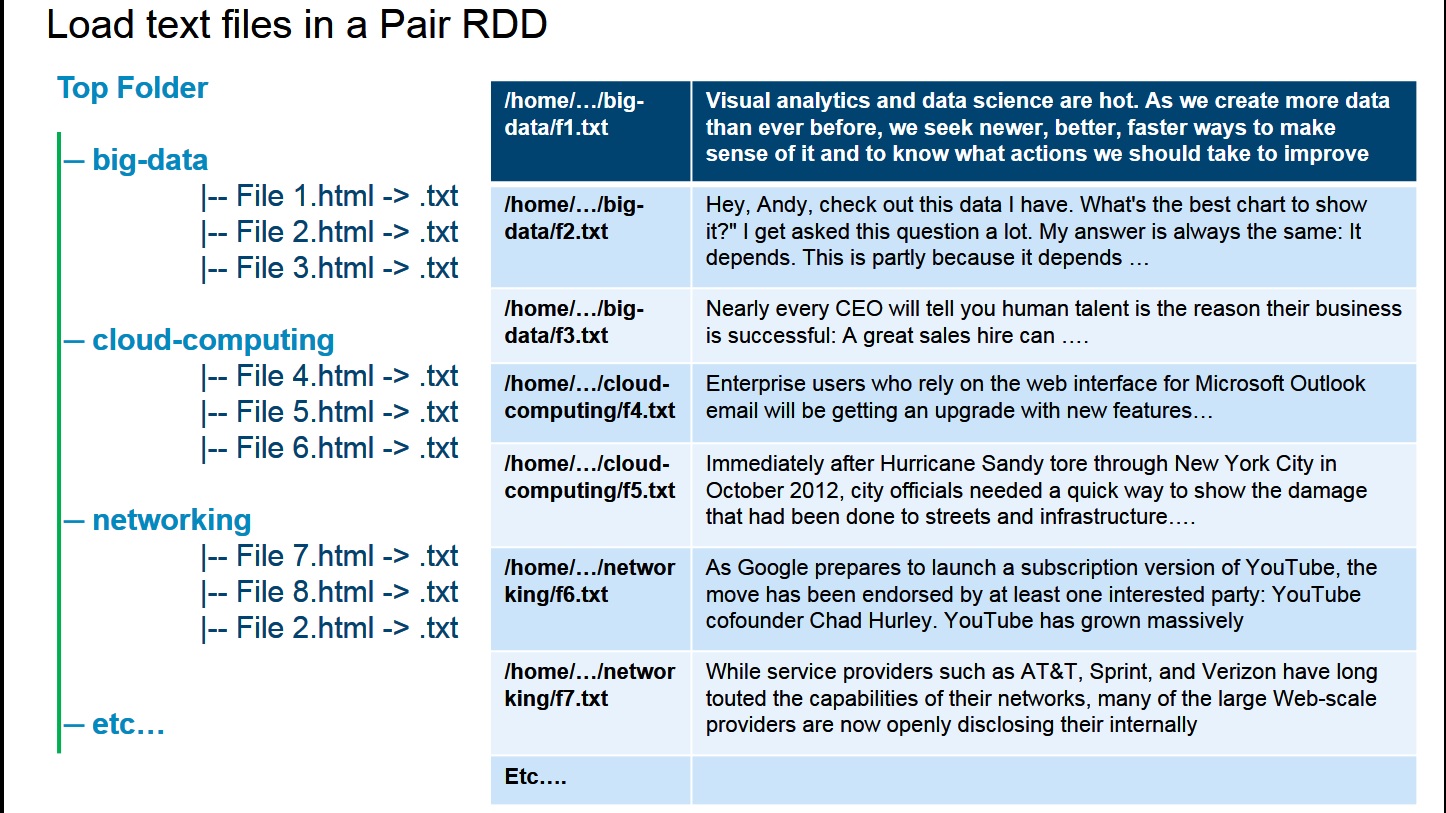 Load text files in a Pair RDD
Top Folder
– big-data
|-- File 1.html -> .txt
|-- File 2.html -> .txt
|-- File 3.html -> .txt
– cloud-computing
|-- File 4.html -> .txt
|-- File 5.html -> .txt
|-- File 6.html -> .txt
– networking
|-- File 7.html -> .txt
|-- File 8.html -> .txt
|-- File 2.html -> .txt
– etc…
/home/…/big-
data/f1.txt
Visual analytics and data science are hot. As we create more data
than ever before, we seek newer, better, faster ways to make
sense of it and to know what actions we should take to improve
/home/…/big-
data/f2.txt
Hey, Andy, check out this data I have. What's the best chart to show
it?" I get asked this question a lot. My answer is always the same: It
depends. This is partly because it depends …
/home/…/big-
data/f3.txt
Nearly every CEO will tell you human talent is the reason their business
is successful: A great sales hire can ….
/home/…/cloud-
computing/f4.txt
Enterprise users who rely on the web interface for Microsoft Outlook
email will be getting an upgrade with new features…
/home/…/cloud-
computing/f5.txt
Immediately after Hurricane Sandy tore through New York City in
October 2012, city officials needed a quick way to show the damage
that had been done to streets and infrastructure….
/home/…/networ
king/f6.txt
As Google prepares to launch a subscription version of YouTube, the
move has been endorsed by at least one interested party: YouTube
cofounder Chad Hurley. YouTube has grown massively
/home/…/networ
king/f7.txt
While service providers such as AT&T, Sprint, and Verizon have long
touted the capabilities of their networks, many of the large Web-scale
providers are now openly disclosing their internally
Etc….